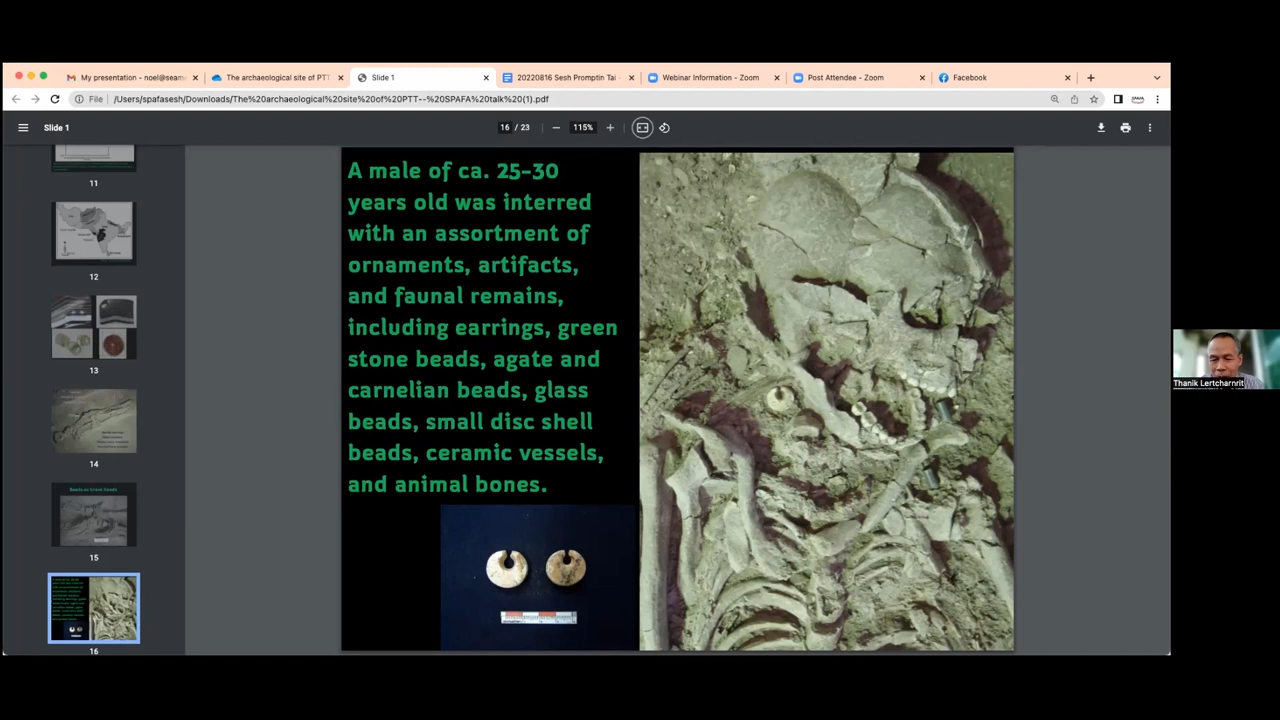 My presentation - noel@seam
The archaeological site of PTT
Slide 1
20220816 Sesh Promptin Tai -
Webinar Information - Zoom
Post Attendee - Zoom
Facebook
File
/Users/spafasesh/Downloads/The%20archaeological%20site%20of%20PTT--%20SPAFA%20talk%20(1).pdf
Slide 1
16 / 23
115%
11
12
13
14
Beads as Grave Goods
15
16
A male of ca. 25-30
years old was interred
with an assortment of
ornaments, artifacts,
and faunal remains,
including earrings, green
stone beads, agate and
carnelian beads, glass
beads, small disc shell
beads, ceramic vessels,
and animal bones.
Thanik Lertcharnrit